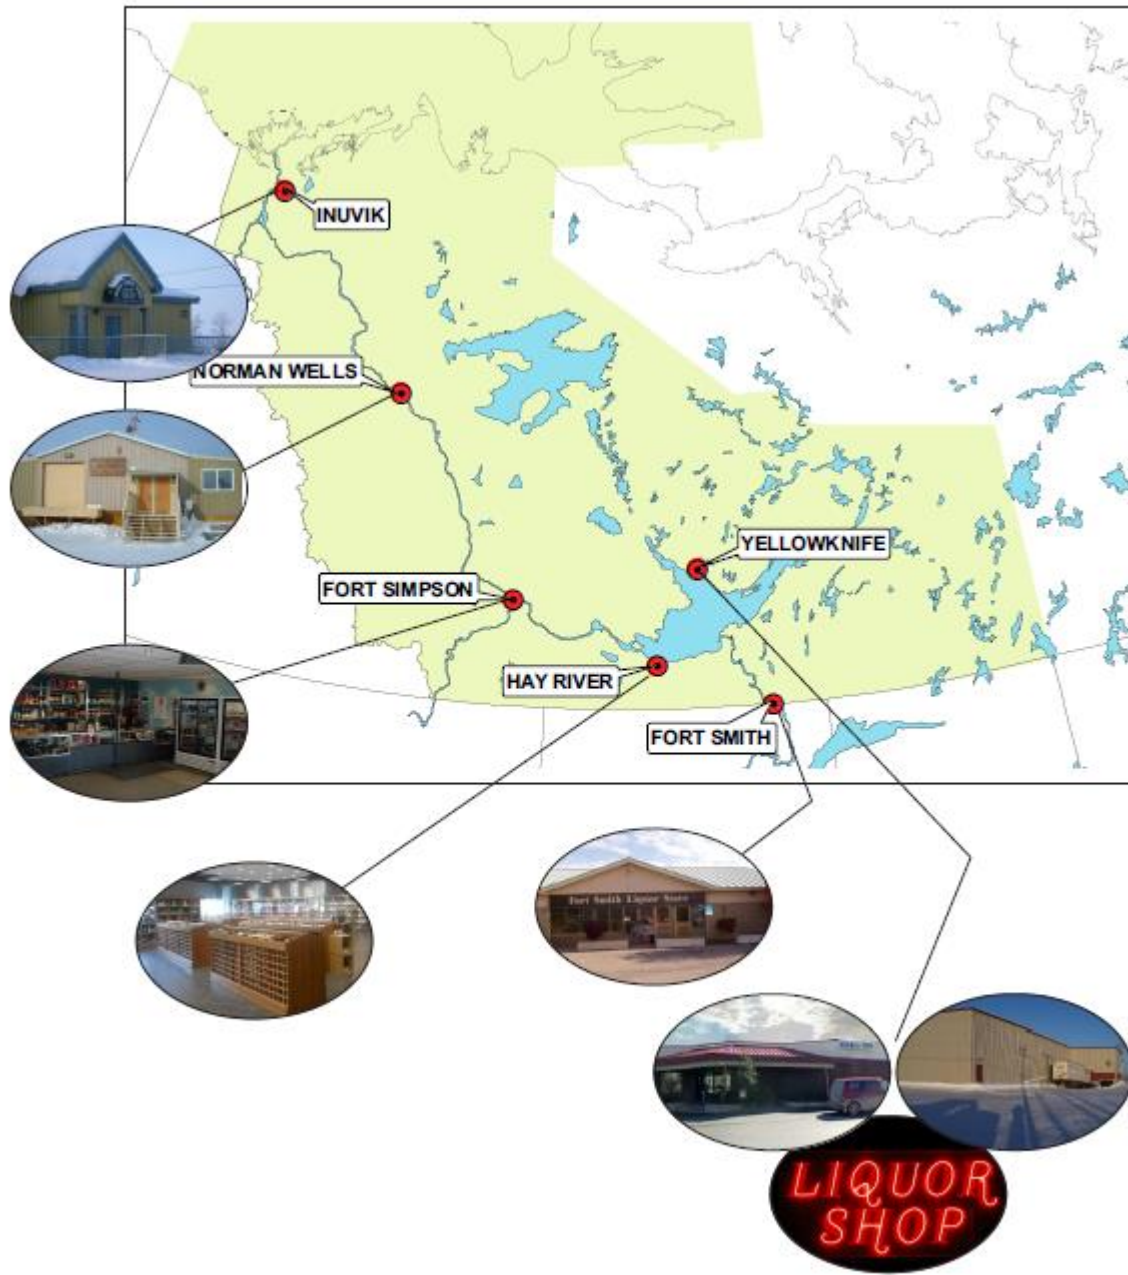 INUVIK
NORMAN WELLS
YELLOWKNIFE
FORT SIMPSON
HAY RIVER
FORT SMITH
Fort Smith Liquor Store
LIQUOR
SHOP